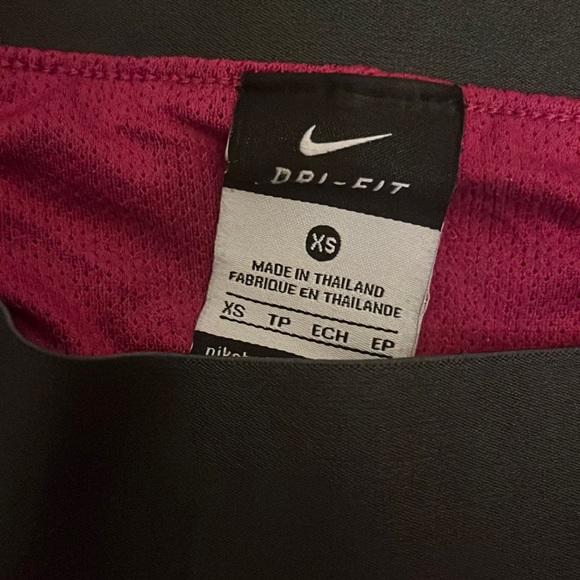 DRI-FIT
XS
MADE IN THAILAND
FABRIQUE EN THAILANDE
XS TP ECH EP